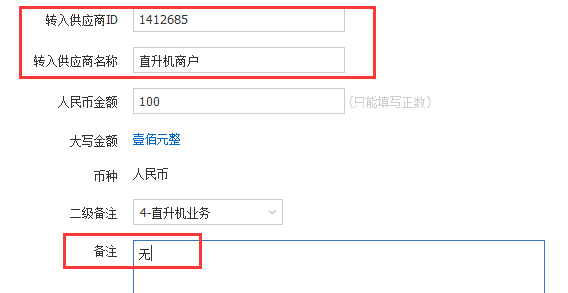 转入供应商ID 1412685
转入供应商名称 直升机商户
人民币金额 100 (只能填写正数)
大写金额 壹佰元整
币种 人民币
二级备注 4-直升机业务
备注 无